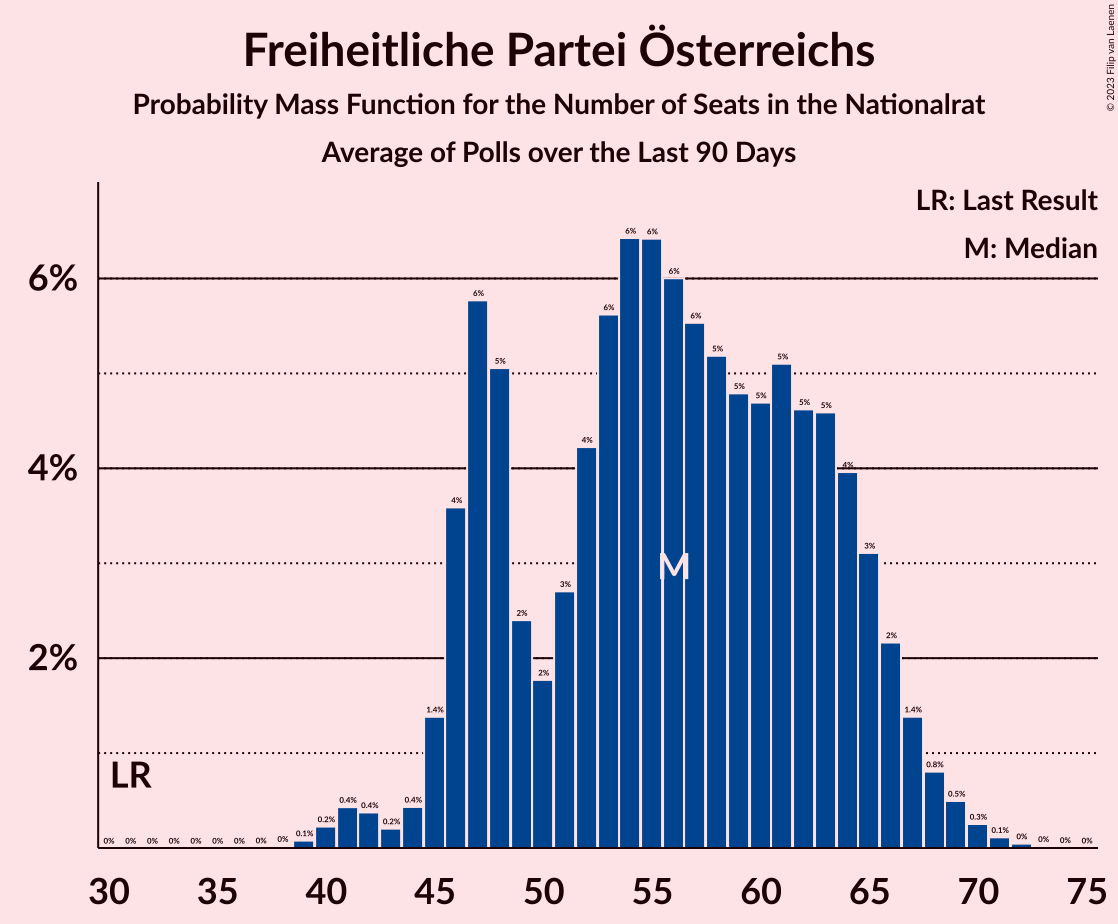 Freiheitliche Partei Österreichs
Probability Mass Function for the Number of Seats in the Nationalrat
Average of Polls over the Last 90 Days
© 2023 Filip van Laenen
LR: Last Result
M: Median
6%
4%
2%
0% 0% 0% 0% 0% 0% 0% 0% 0% 0.1% 0.2% 0.4% 0.4% 0.2% 0.4% 1.4% 4% 6% 5% 2% 2% 3% 4% 6% 6% 6% 6% 6% 5% 5% 5% 5% 5% 5% 4% 3% 2% 1.4% 0.8% 0.5% 0.3% 0.1% 0% 0% 0% 0%
M
LR
30 35 40 45 50 55 60 65 70 75